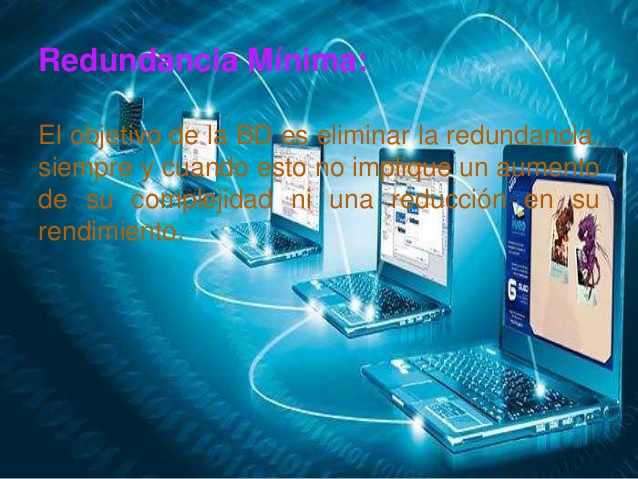 Redundancia Mínima:
El objetivo de la BD es eliminar la redundancia,
siempre y cuando esto no implique un aumento
de su complejidad ni una reducción en su
rendimiento.